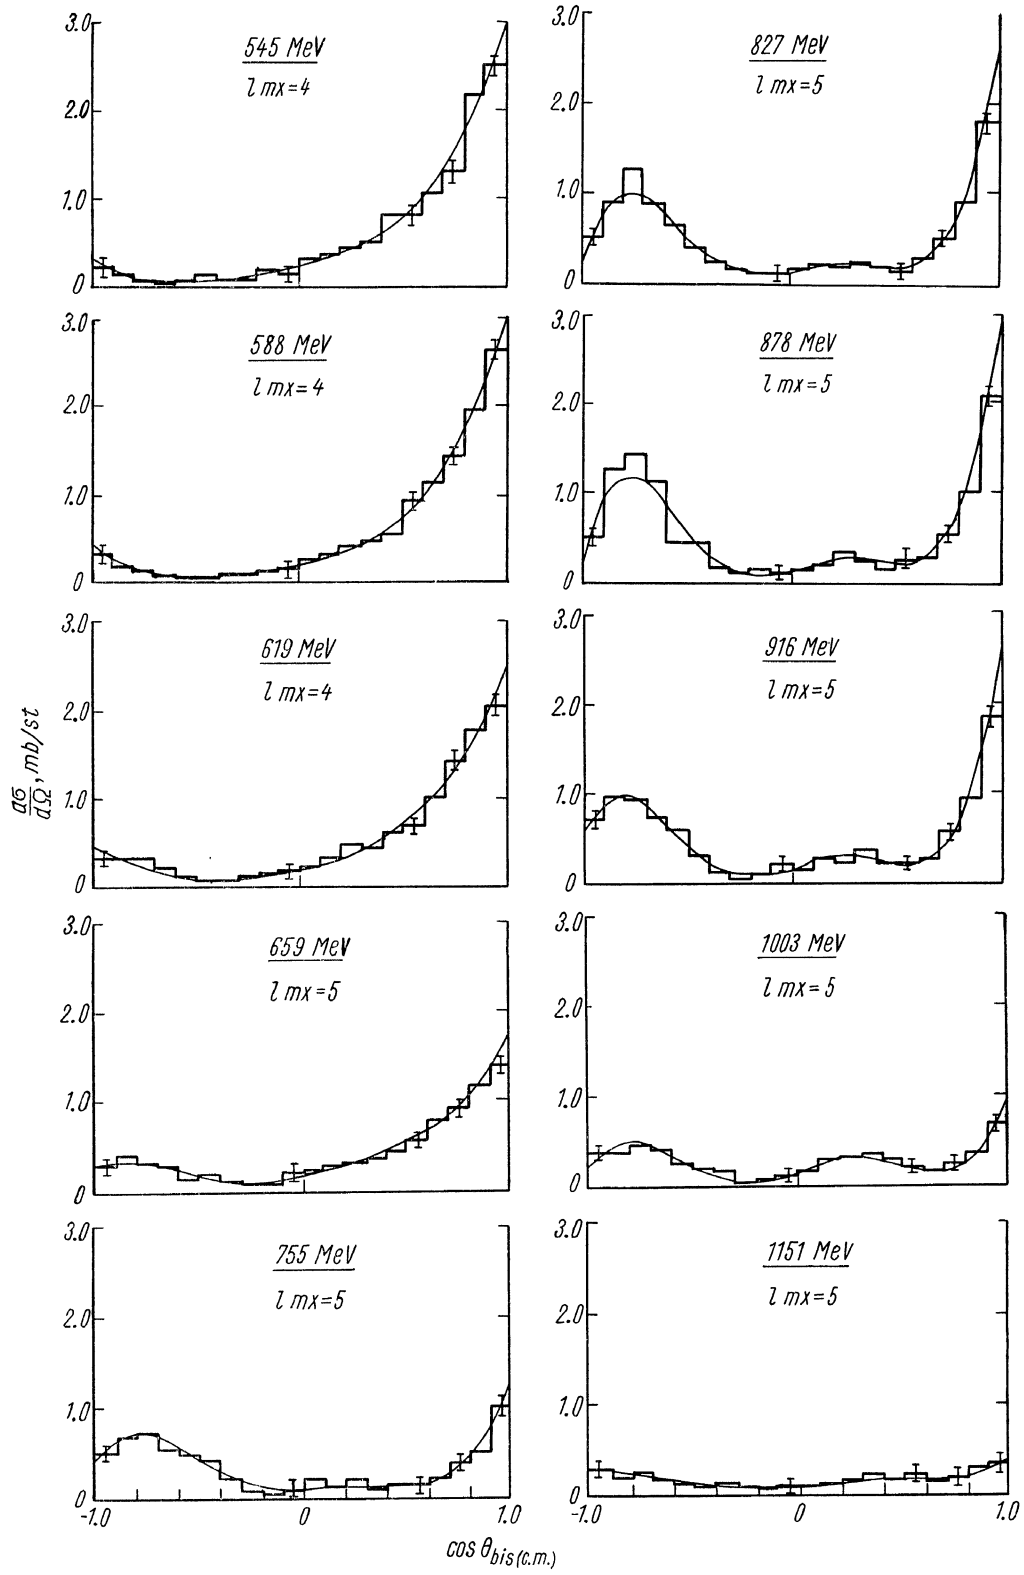 3.0
2.0
1.0
0
545 MeV
l mx=4
3.0
2.0
1.0
0
827 MeV
l mx=5
3.0
2.0
1.0
0
588 MeV
l mx=4
3.0
2.0
1.0
0
878 MeV
l mx=5
3.0
2.0
1.0
0
619 MeV
l mx=4
3.0
2.0
1.0
0
916 MeV
l mx=5
dσ/dΩ, mb/st
3.0
2.0
1.0
0
659 MeV
l mx=5
3.0
2.0
1.0
0
1003 MeV
l mx=5
3.0
2.0
1.0
0
755 MeV
l mx=5
-1.0 0 1.0
3.0
2.0
1.0
0
1151 MeV
l mx=5
-1.0 0 1.0
cos θbis(c.m.)